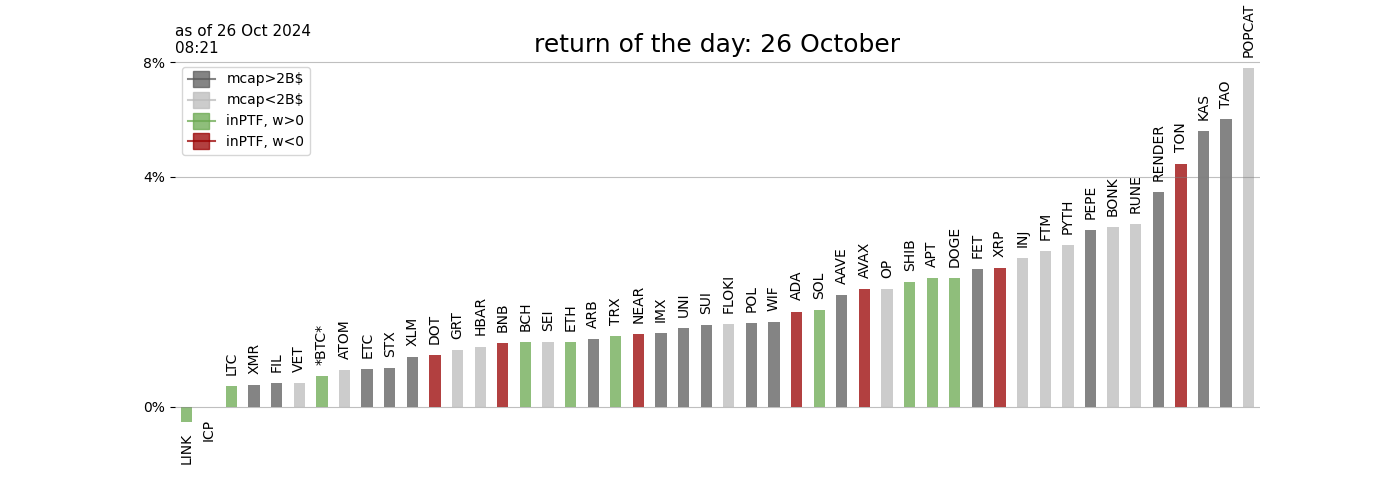 as of 26 Oct 2024
08:21
return of the day: 26 October
8%
4%
0%
mcap>2B$
mcap<2B$
inPTF, w>0
inPTF, w<0
LINK
ICP
LTC
XMR
FIL
VET
*BTC*
ATOM
ETC
STX
XLM
DOT
GRT
HBAR
BNB
BCH
SEI
ETH
ARB
TRX
NEAR
IMX
UNI
SUI
FLOKI
POL
WIF
ADA
SOL
AAVE
AVAX
OP
SHIB
APT
DOGE
FET
XRP
INJ
FTM
PYTH
PEPE
BONK
RUNE
RENDER
TON
KAS
TAO
POPCAT